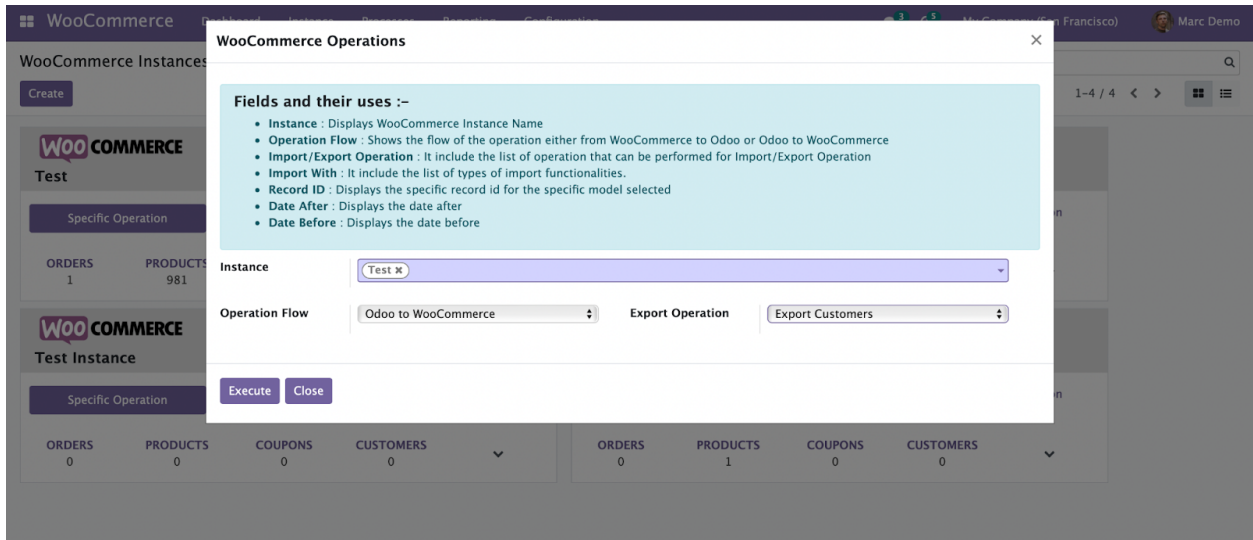 WooCommerce
3
5
Marc Demo
WooCommerce Operations
×
WooCommerce Instances
Create
1-4 / 4
Fields and their uses :-
• Instance : Displays WooCommerce Instance Name
• Operation Flow : Shows the flow of the operation either from WooCommerce to Odoo or Odoo to WooCommerce
• Import/Export Operation : It include the list of operation that can be performed for Import/Export Operation
• Import With : It include the list of types of import functionalities.
• Record ID : Displays the specific record id for the specific model selected
• Date After : Displays the date after
• Date Before : Displays the date before
WOO COMMERCE
Test
Specific Operation
ORDERS PRODUCTS
1 981
Instance Test ×
Operation Flow Odoo to WooCommerce Export Operation Export Customers
WOO COMMERCE
Test Instance
Specific Operation
Execute Close
ORDERS PRODUCTS COUPONS CUSTOMERS ORDERS PRODUCTS COUPONS CUSTOMERS
0 0 0 0 0 1 0 0